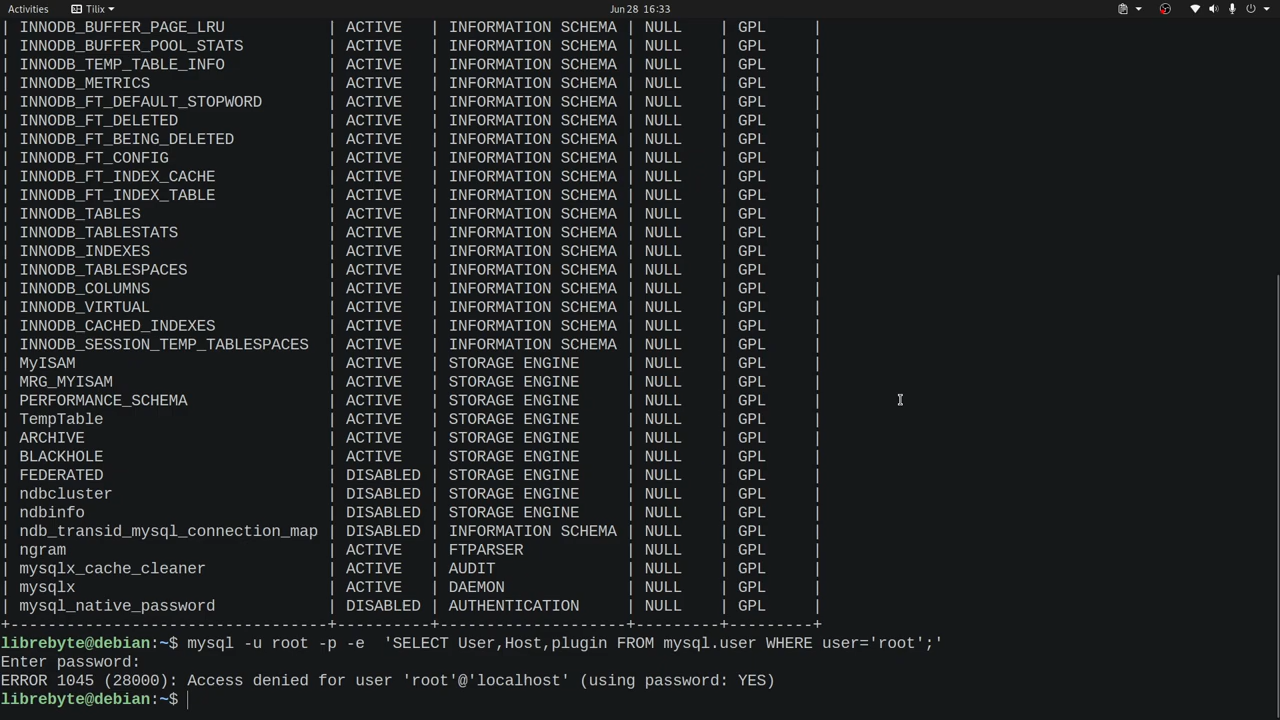 Activities Tilix Jun 28 16:33
| INNODB_BUFFER_PAGE_LRU | ACTIVE | INFORMATION SCHEMA | NULL | GPL |
| INNODB_BUFFER_POOL_STATS | ACTIVE | INFORMATION SCHEMA | NULL | GPL |
| INNODB_TEMP_TABLE_INFO | ACTIVE | INFORMATION SCHEMA | NULL | GPL |
| INNODB_METRICS | ACTIVE | INFORMATION SCHEMA | NULL | GPL |
| INNODB_FT_DEFAULT_STOPWORD | ACTIVE | INFORMATION SCHEMA | NULL | GPL |
| INNODB_FT_DELETED | ACTIVE | INFORMATION SCHEMA | NULL | GPL |
| INNODB_FT_BEING_DELETED | ACTIVE | INFORMATION SCHEMA | NULL | GPL |
| INNODB_FT_CONFIG | ACTIVE | INFORMATION SCHEMA | NULL | GPL |
| INNODB_FT_INDEX_CACHE | ACTIVE | INFORMATION SCHEMA | NULL | GPL |
| INNODB_FT_INDEX_TABLE | ACTIVE | INFORMATION SCHEMA | NULL | GPL |
| INNODB_TABLES | ACTIVE | INFORMATION SCHEMA | NULL | GPL |
| INNODB_TABLESTATS | ACTIVE | INFORMATION SCHEMA | NULL | GPL |
| INNODB_INDEXES | ACTIVE | INFORMATION SCHEMA | NULL | GPL |
| INNODB_TABLESPACES | ACTIVE | INFORMATION SCHEMA | NULL | GPL |
| INNODB_COLUMNS | ACTIVE | INFORMATION SCHEMA | NULL | GPL |
| INNODB_VIRTUAL | ACTIVE | INFORMATION SCHEMA | NULL | GPL |
| INNODB_CACHED_INDEXES | ACTIVE | INFORMATION SCHEMA | NULL | GPL |
| INNODB_SESSION_TEMP_TABLESPACES | ACTIVE | INFORMATION SCHEMA | NULL | GPL |
| MyISAM | ACTIVE | STORAGE ENGINE | NULL | GPL |
| MRG_MYISAM | ACTIVE | STORAGE ENGINE | NULL | GPL |
| PERFORMANCE_SCHEMA | ACTIVE | STORAGE ENGINE | NULL | GPL |
| TempTable | ACTIVE | STORAGE ENGINE | NULL | GPL |
| ARCHIVE | ACTIVE | STORAGE ENGINE | NULL | GPL |
| BLACKHOLE | ACTIVE | STORAGE ENGINE | NULL | GPL |
| FEDERATED | DISABLED | STORAGE ENGINE | NULL | GPL |
| ndbcluster | DISABLED | STORAGE ENGINE | NULL | GPL |
| ndbinfo | DISABLED | STORAGE ENGINE | NULL | GPL |
| ndb_transid_mysql_connection_map | DISABLED | INFORMATION SCHEMA | NULL | GPL |
| ngram | ACTIVE | FTPARSER | NULL | GPL |
| mysqlx_cache_cleaner | ACTIVE | AUDIT | NULL | GPL |
| mysqlx | ACTIVE | DAEMON | NULL | GPL |
| mysql_native_password | DISABLED | AUTHENTICATION | NULL | GPL |
+----------------------------------+----------+--------------------+---------+---------+
librebyte@debian:~$ mysql -u root -p -e  'SELECT User,Host,plugin FROM mysql.user WHERE user='root';'
Enter password:
ERROR 1045 (28000): Access denied for user 'root'@'localhost' (using password: YES)
librebyte@debian:~$